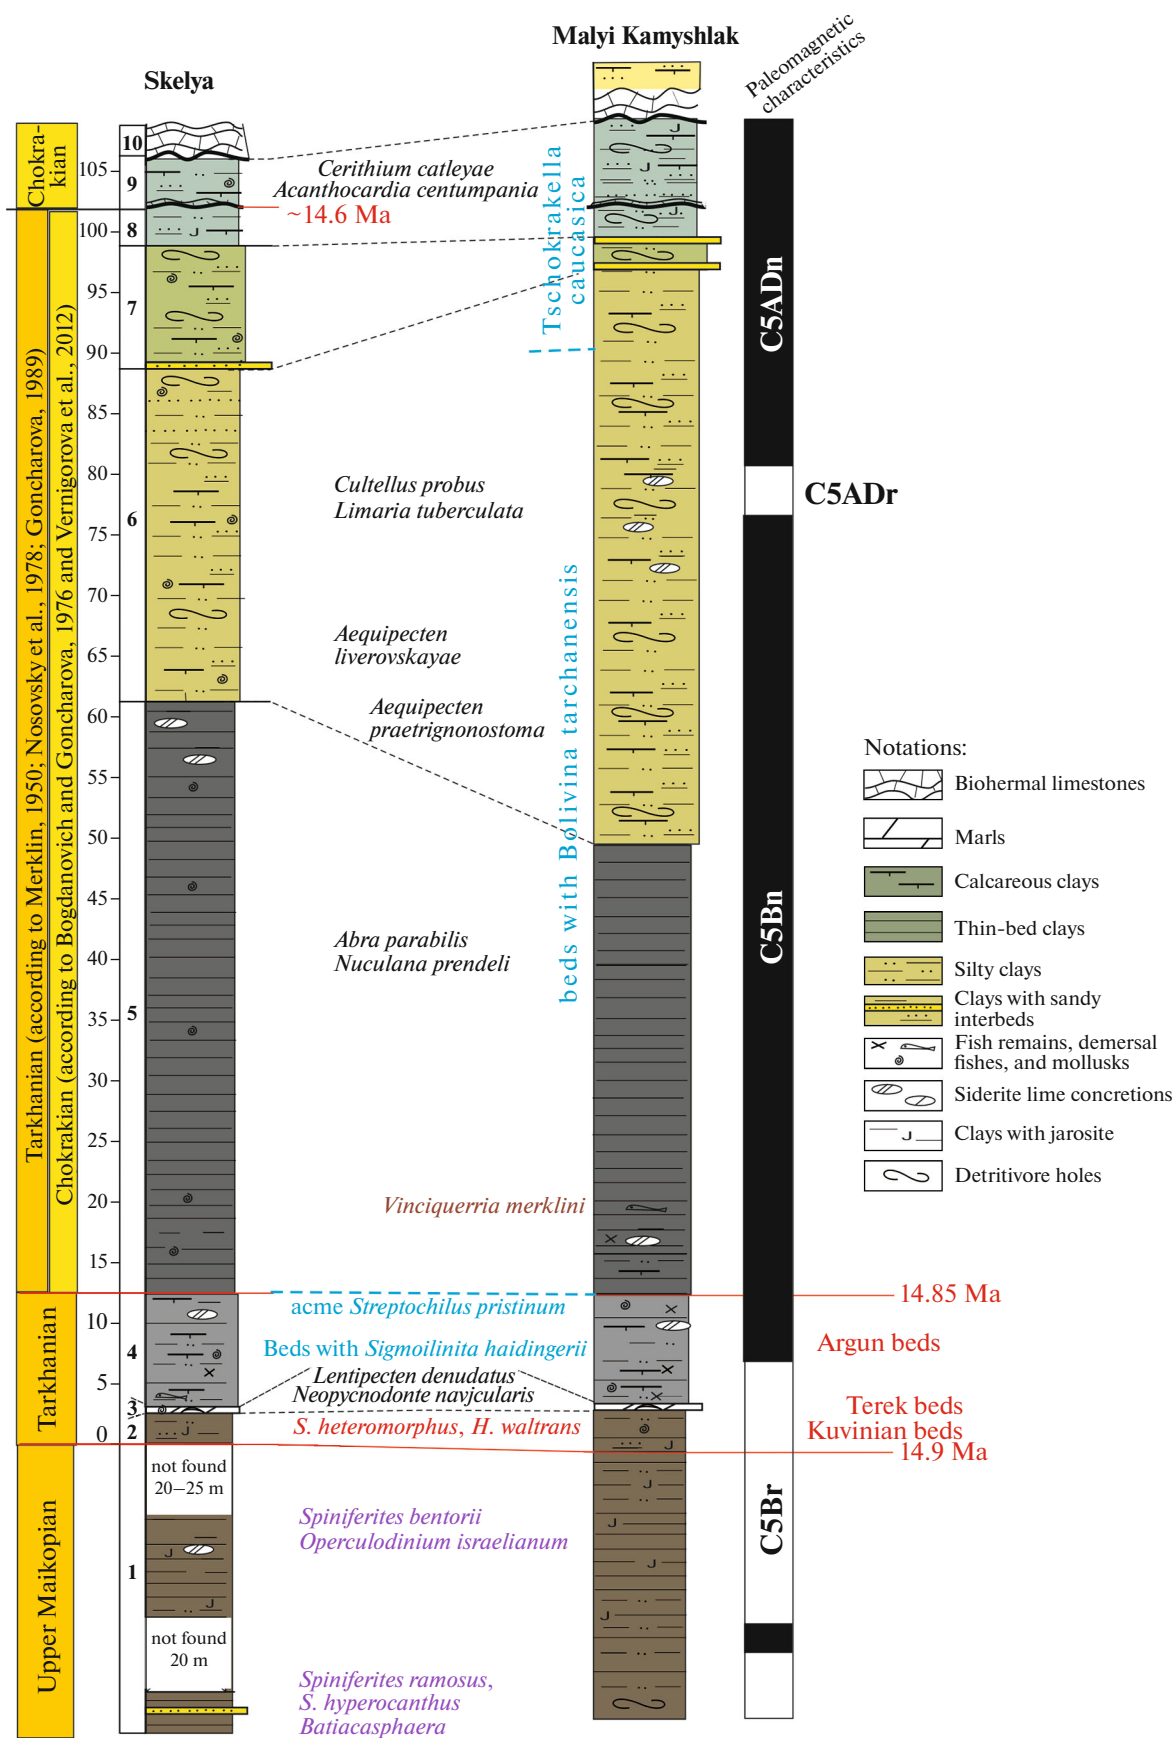 Malyi Kamyshlak
Skelya
Paleomagnetic
characteristics
Chokra-
kian
Tarkhanian (according to Merklin, 1950; Nosovsky et al., 1978; Goncharova, 1989)
Chokrakian (according to Bogdanovich and Goncharova, 1976 and Vernigorova et al., 2012)
Tarkhanian
Upper Maikopian
105
100
95
90
85
80
75
70
65
60
55
50
45
40
35
30
25
20
15
10
5
0
10
9
8
7
6
5
4
3
2
1
not found
20–25 m
not found
20 m
Cerithium catleyae
Acanthocardia centumpania
~14.6 Ma
Cultellus probus
Limaria tuberculata
Aequipecten
liverovskayae
Aequipecten
praetrignonostoma
Abra parabilis
Nuculana prendeli
Vinciquerria merklini
acme Streptochilus pristinum
Beds with Sigmoilinita haidingerii
Lentipecten denudatus
Neopycnodonte navjcularis
S. heteromorphus, H. waltrans
Spiniferites bentorii
Operculodinium israelianum
Spiniferites ramosus,
S. hyperocanthus
Batiacasphaera
Tschokrakella
caucasica
beds with Bolivina tarchanensis
C5ADn
C5ADr
C5Bn
C5Br
14.85 Ma
Argun beds
Terek beds
Kuvinian beds
14.9 Ma
Notations:
Biohermal limestones
Marls
Calcareous clays
Thin-bed clays
Silty clays
Clays with sandy
interbeds
Fish remains, demersal
fishes, and mollusks
Siderite lime concretions
Clays with jarosite
Detritivore holes